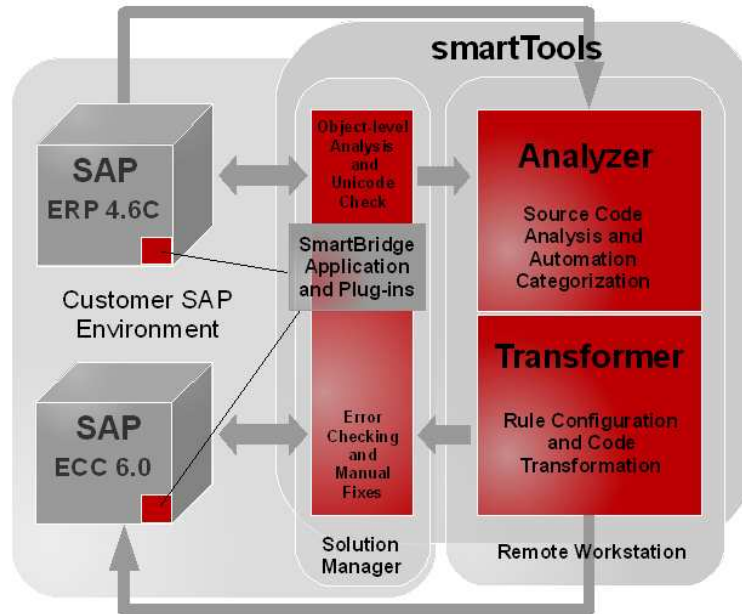 smartTools
SAP
ERP 4.6C
Customer SAP
Environment
SAP
ECC 6.0
Object-level
Analysis
and
Unicode
Check
SmartBridge
Application
and Plug-ins
Error
Checking
and
Manual
Fixes
Solution
Manager
Analyzer
Source Code
Analysis and
Automation
Categorization
Transformer
Rule Configuration
and Code
Transformation
Remote Workstation